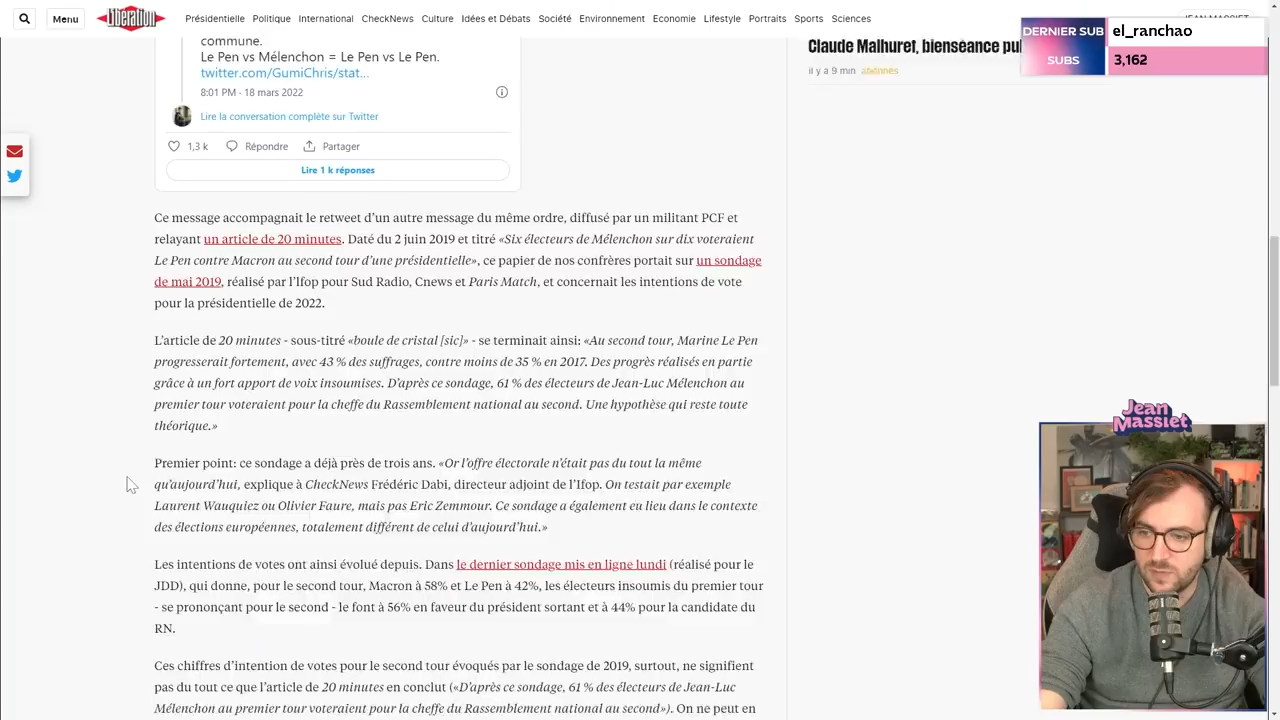 Menu
Libération
Présidentielle Politique International CheckNews Culture Idées et Débats Société Environnement Economie Lifestyle Portraits Sports Sciences
JEAN MASSIET
DERNIER SUB
el_ranchao
SUBS
3,162
commune.
Le Pen vs Mélenchon = Le Pen vs Le Pen.
twitter.com/GumiChris/stat...
8:01 PM · 18 mars 2022
Lire la conversation complète sur Twitter
1,3 k Répondre Partager
Lire 1 k réponses
Claude Malhuret, bienséance pu
il y a 9 min abonnés
Ce message accompagnait le retweet d’un autre message du même ordre, diffusé par un militant PCF et
relayant un article de 20 minutes. Daté du 2 juin 2019 et titré «Six électeurs de Mélenchon sur dix voteraient
Le Pen contre Macron au second tour d’une présidentielle», ce papier de nos confrères portait sur un sondage
de mai 2019, réalisé par l’Ifop pour Sud Radio, Cnews et Paris Match, et concernait les intentions de vote
pour la présidentielle de 2022.
L’article de 20 minutes - sous-titré «boule de cristal [sic]» - se terminait ainsi: «Au second tour, Marine Le Pen
progresserait fortement, avec 43 % des suffrages, contre moins de 35 % en 2017. Des progrès réalisés en partie
grâce à un fort apport de voix insoumises. D’après ce sondage, 61 % des électeurs de Jean-Luc Mélenchon au
premier tour voteraient pour la cheffe du Rassemblement national au second. Une hypothèse qui reste toute
théorique.»
Premier point: ce sondage a déjà près de trois ans. «Or l’offre électorale n’était pas du tout la même
qu’aujourd’hui, explique à CheckNews Frédéric Dabi, directeur adjoint de l’Ifop. On testait par exemple
Laurent Wauquiez ou Olivier Faure, mais pas Eric Zemmour. Ce sondage a également eu lieu dans le contexte
des élections européennes, totalement différent de celui d’aujourd’hui.»
Les intentions de votes ont ainsi évolué depuis. Dans le dernier sondage mis en ligne lundi (réalisé pour le
JDD), qui donne, pour le second tour, Macron à 58% et Le Pen à 42%, les électeurs insoumis du premier tour
- se prononçant pour le second - le font à 56% en faveur du président sortant et à 44% pour la candidate du
RN.
Ces chiffres d’intention de votes pour le second tour évoqués par le sondage de 2019, surtout, ne signifient
pas du tout ce que l’article de 20 minutes en conclut («D’après ce sondage, 61 % des électeurs de Jean-Luc
Mélenchon au premier tour voteraient pour la cheffe du Rassemblement national au second»). On ne peut en
Jean
Massiet